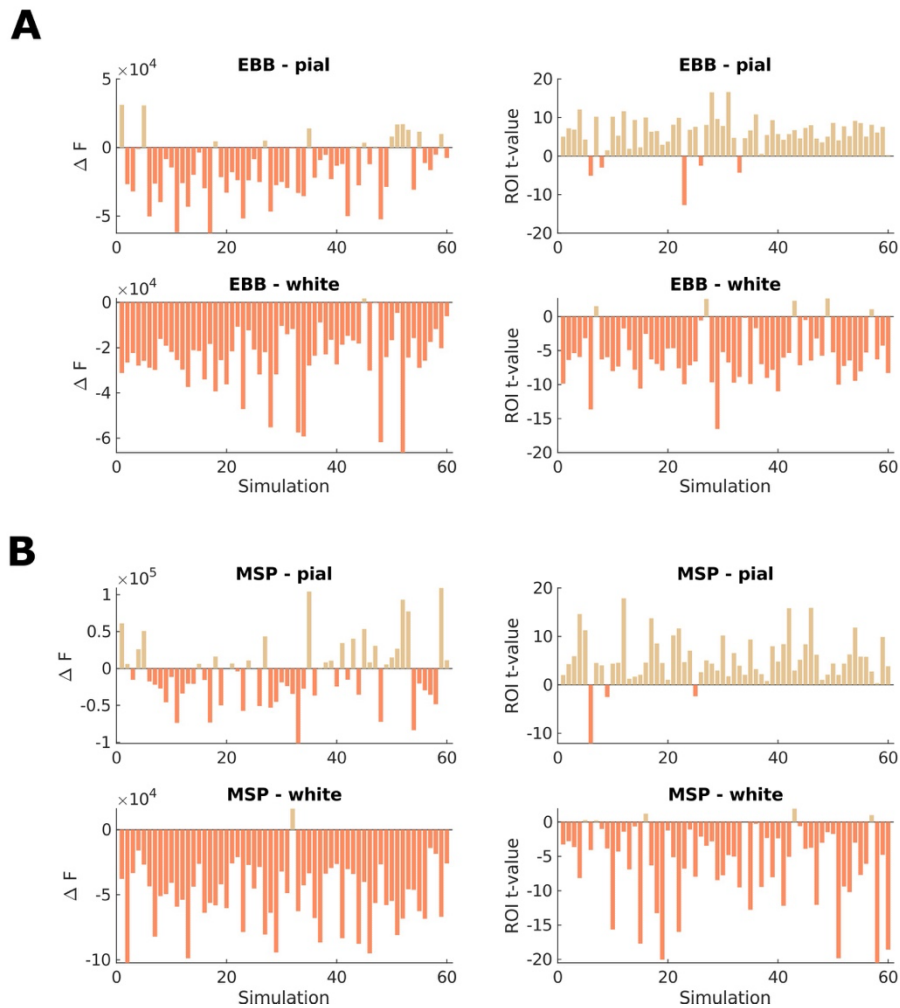 A
EBB - pial
×10⁴
Δ F
5
0
-5
0 20 40 60
EBB - pial
ROI t-value
20
10
0
-10
-20
0 20 40 60
EBB - white
×10⁴
Δ F
0
-2
-4
-6
0 20 40 60
Simulation
EBB - white
ROI t-value
0
-5
-10
-15
-20
0 20 40 60
Simulation
B
MSP - pial
×10⁵
Δ F
1
0.5
0
-0.5
-1
0 20 40 60
MSP - pial
ROI t-value
20
10
0
-10
0 20 40 60
MSP - white
×10⁴
Δ F
0
-5
-10
0 20 40 60
Simulation
MSP - white
ROI t-value
0
-5
-10
-15
-20
0 20 40 60
Simulation